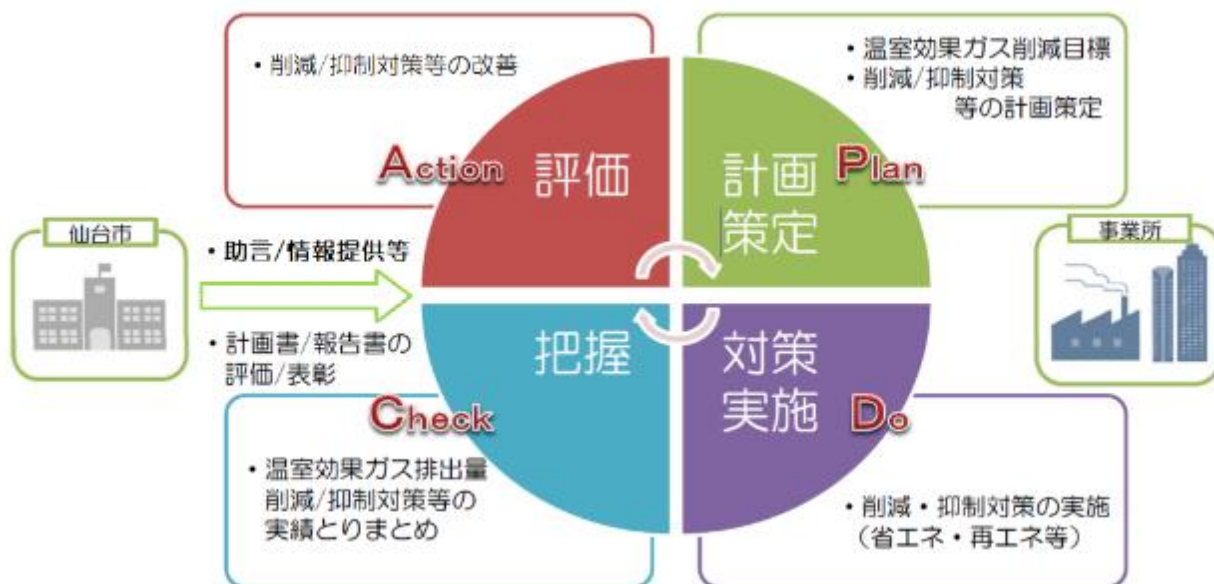 ・削減/抑制対策等の改善
Action
評価
・温室効果ガス削減目標
・削減/抑制対策
等の計画策定
Plan
計画
策定
仙台市
・助言/情報提供等
・計画書/報告書の
評価/表彰
事業所
把握
Check
・温室効果ガス排出量
削減/抑制対策等の
実績とりまとめ
対策
実施
Do
・削減・抑制対策の実施
（省エネ・再エネ等）